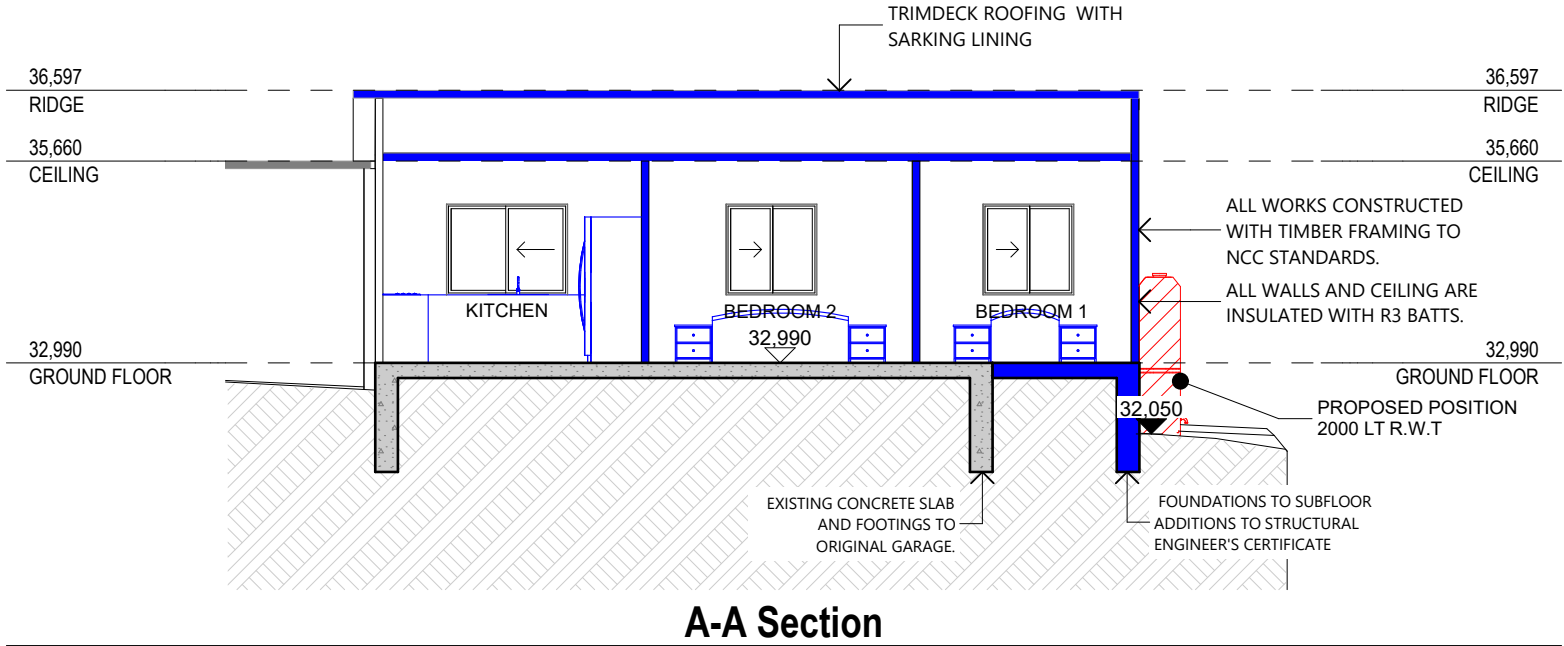 TRIMDECK ROOFING WITH
SARKING LINING
36,597
RIDGE
36,597
RIDGE
35,660
CEILING
35,660
CEILING
ALL WORKS CONSTRUCTED
WITH TIMBER FRAMING TO
NCC STANDARDS.
ALL WALLS AND CEILING ARE
INSULATED WITH R3 BATTS.
KITCHEN
BEDROOM 2
BEDROOM 1
32,990
32,990
GROUND FLOOR
32,990
GROUND FLOOR
32,050
PROPOSED POSITION
2000 LT R.W.T
EXISTING CONCRETE SLAB
AND FOOTINGS TO
ORIGINAL GARAGE.
FOUNDATIONS TO SUBFLOOR
ADDITIONS TO STRUCTURAL
ENGINEER'S CERTIFICATE
A-A Section